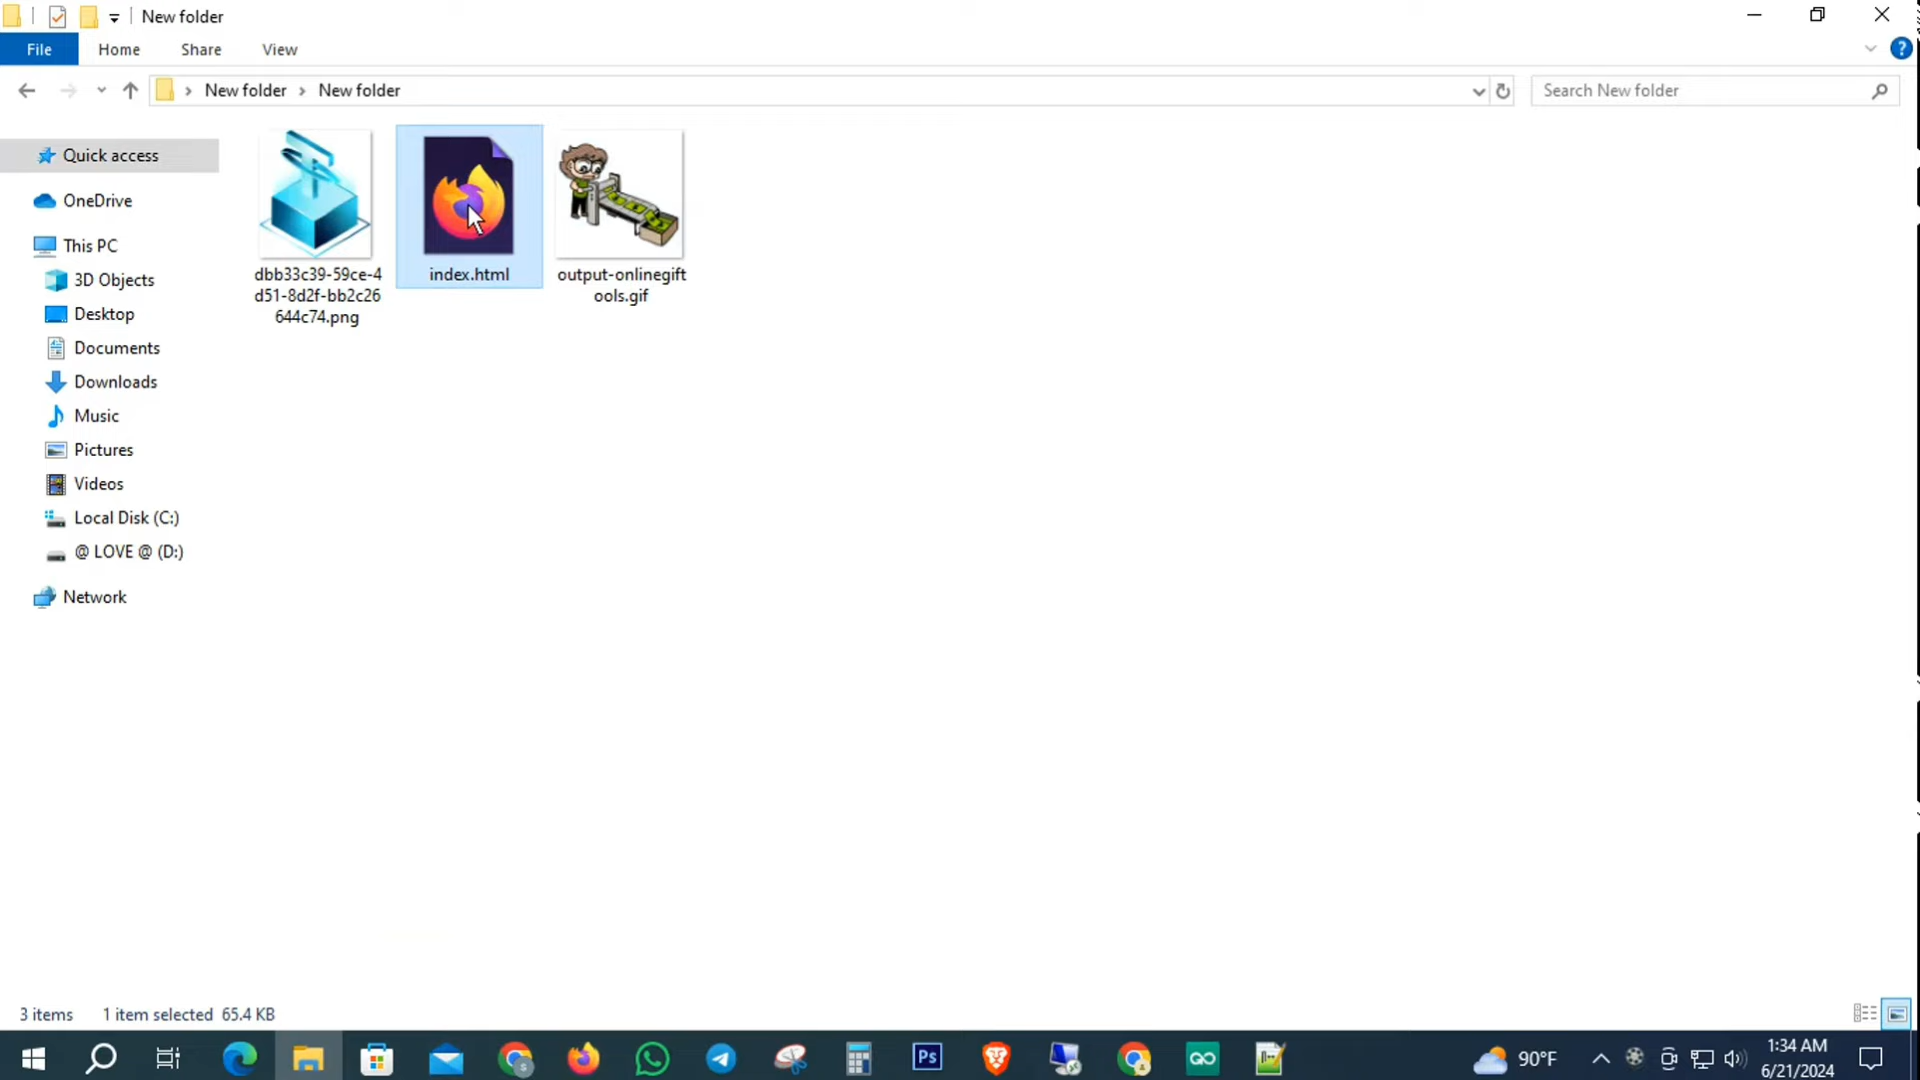 New folder
File Home Share View
New folder New folder
Search New folder
Quick access
OneDrive
This PC
3D Objects
Desktop
Documents
Downloads
Music
Pictures
Videos
Local Disk (C:)
@ LOVE @ (D:)
Network
dbb33c39-59ce-4
d51-8d2f-bb2c26
644c74.png
index.html
output-onlinegift
ools.gif
3 items 1 item selected 65.4 KB
Ps
90°F
1:34 AM
6/21/2024